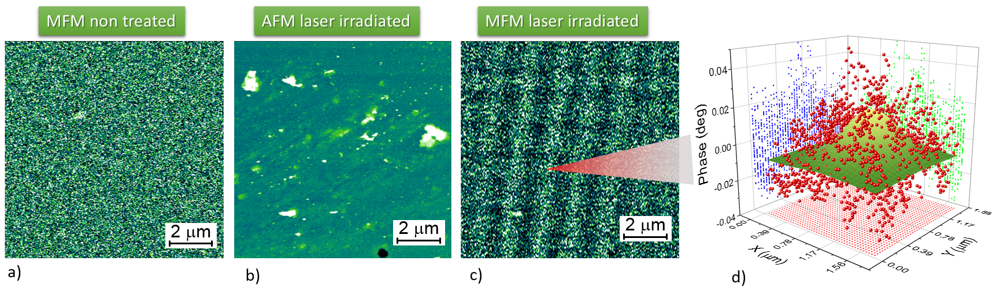 MFM non treated
AFM laser irradiated
MFM laser irradiated
2 μm
2 μm
2 μm
a)
b)
c)
d)
Phase (deg)
0.04
0.02
0.00
-0.02
-0.04
0.00
0.39
0.78
1.17
1.56
X (μm)
0.00
0.39
0.78
1.17
1.56
Y (μm)